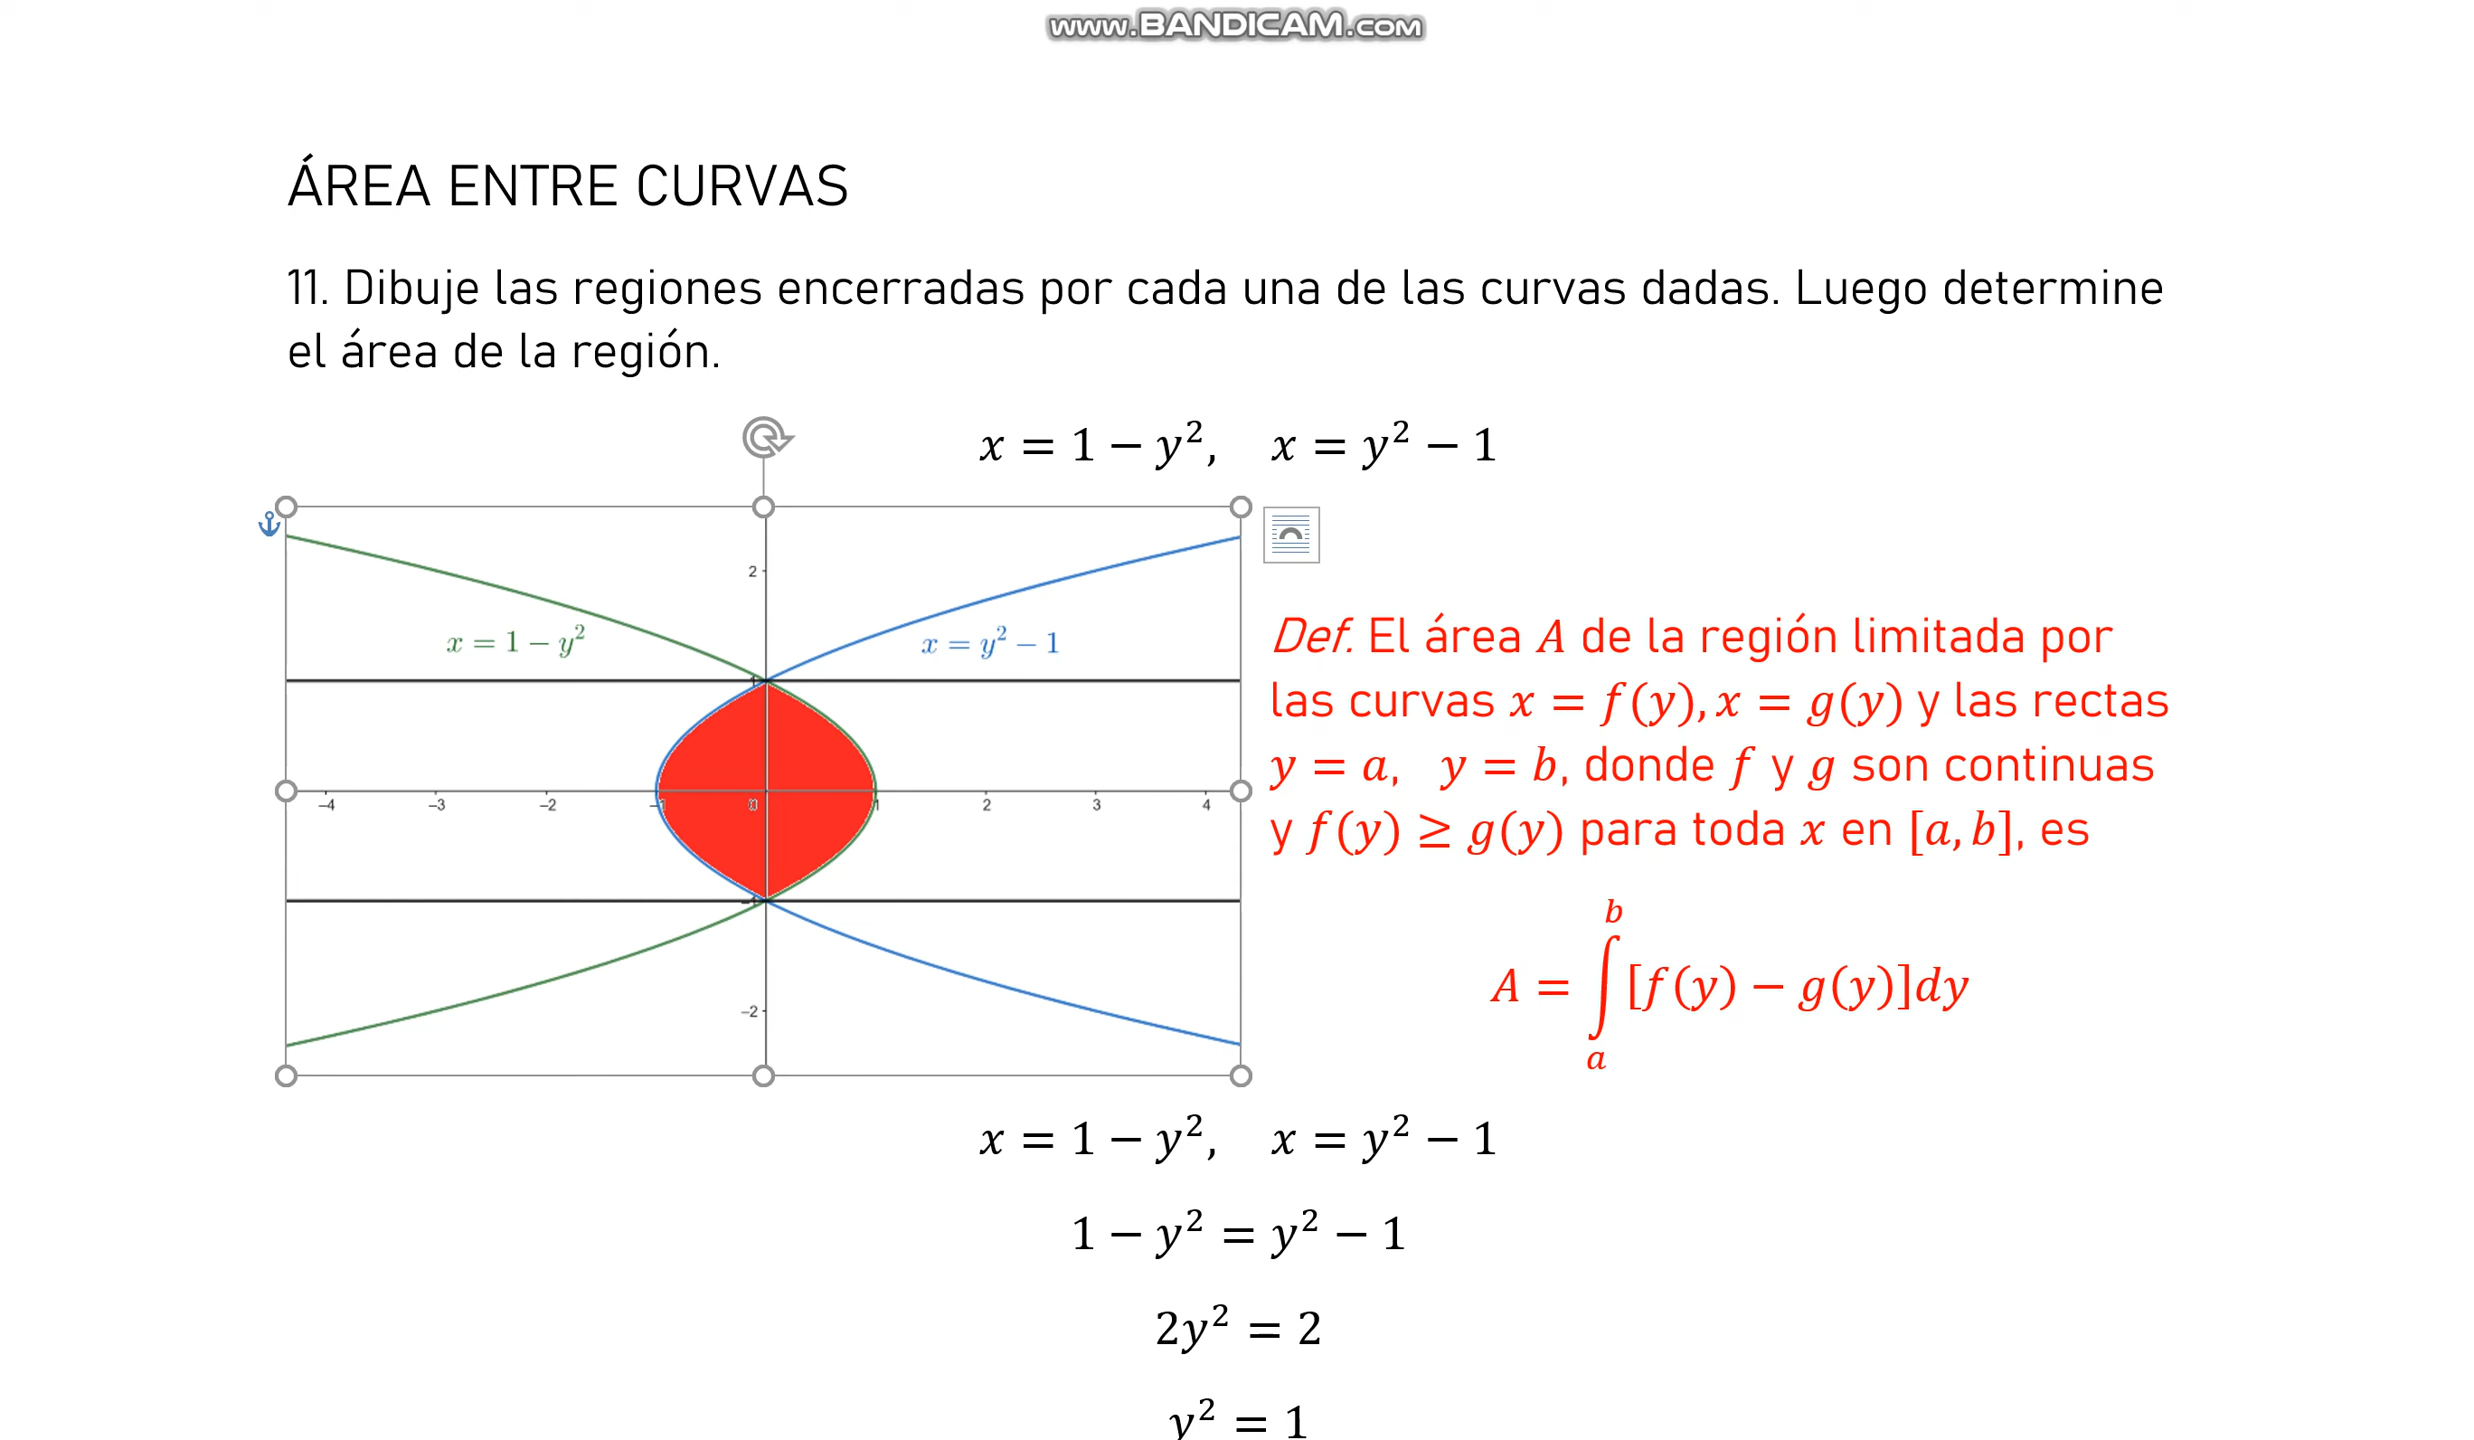 www.BANDICAM.com
ÁREA ENTRE CURVAS
11. Dibuje las regiones encerradas por cada una de las curvas dadas. Luego determine
el área de la región.
x = 1 − y², x = y² − 1
2
x = 1 − y²
x = y² − 1
1
−4 −3 −2 −1 0 1 2 3 4
−1
−2
Def. El área A de la región limitada por
las curvas x = f(y), x = g(y) y las rectas
y = a, y = b, donde f y g son continuas
y f(y) ≥ g(y) para toda x en [a, b], es
A = ∫ₐᵇ [f(y) − g(y)]dy
x = 1 − y², x = y² − 1
1 − y² = y² − 1
2y² = 2
y² = 1